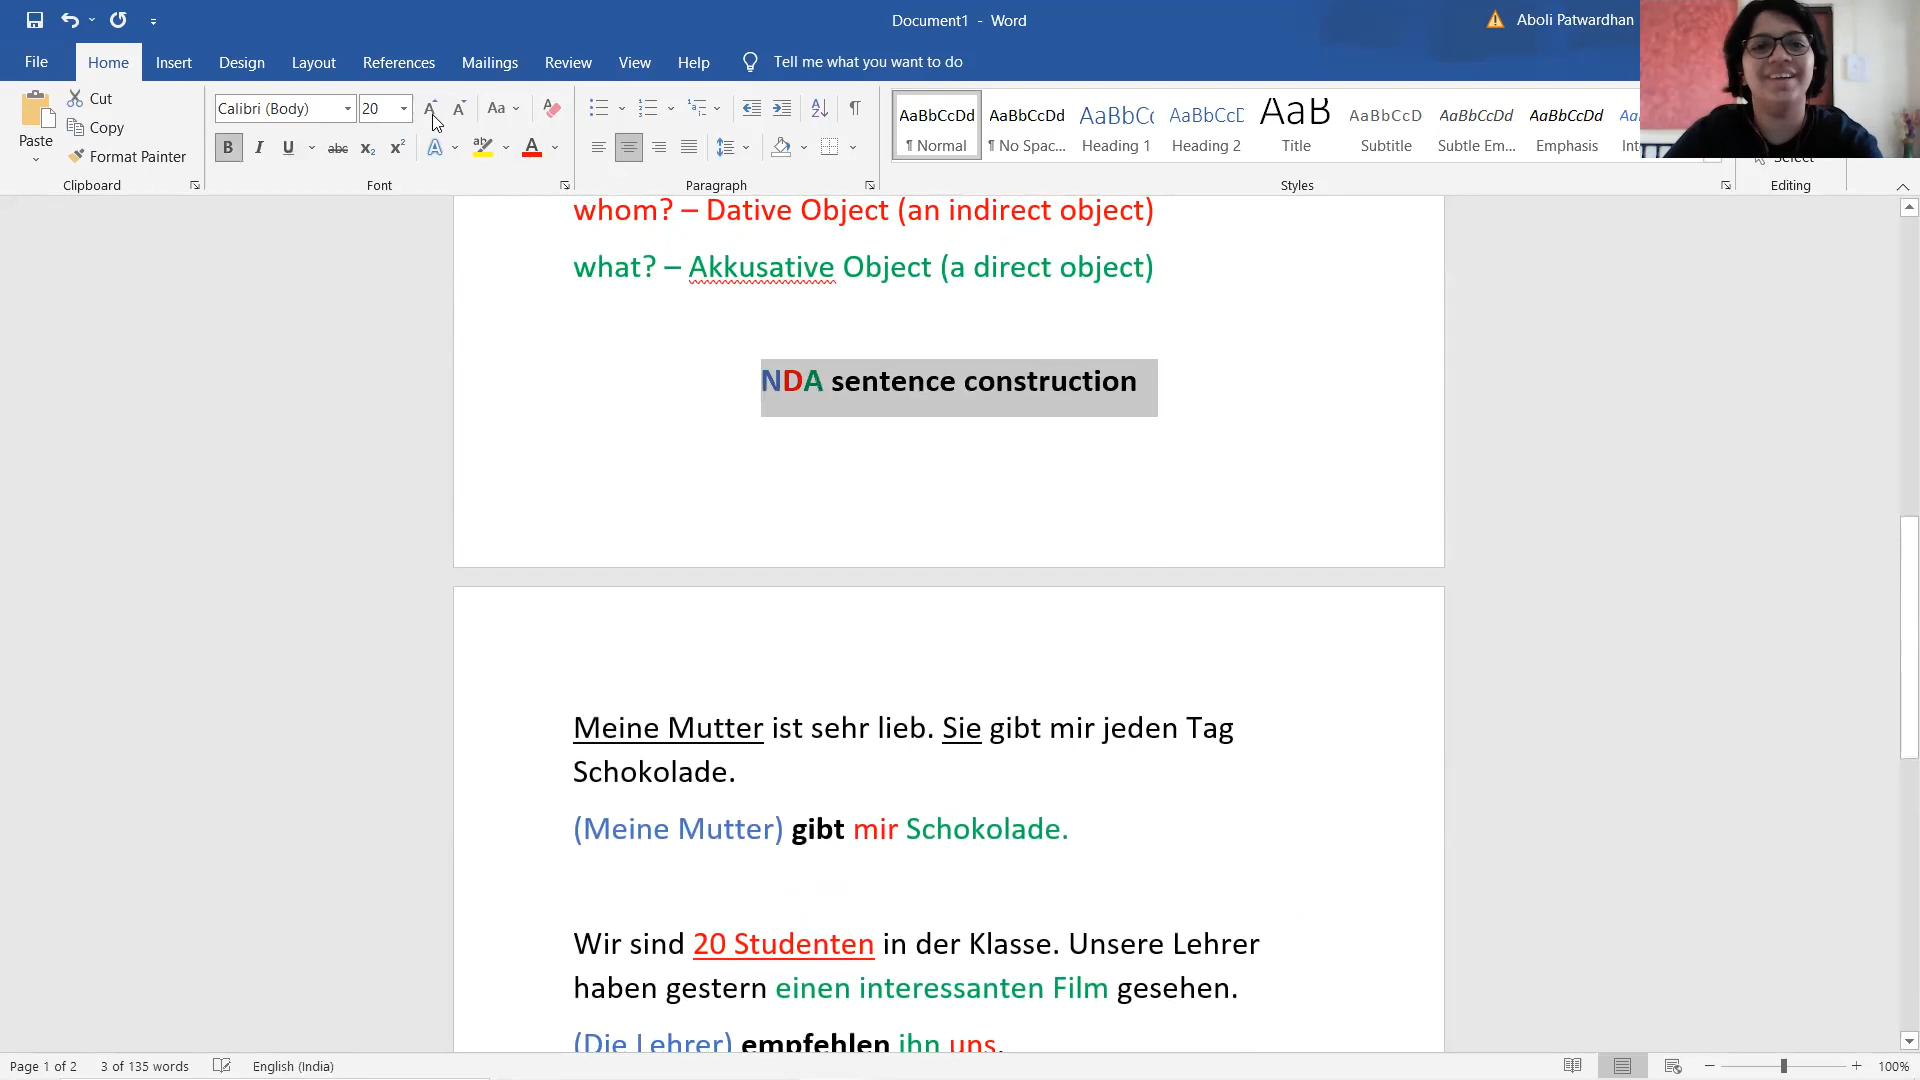 Document1 - Word
Aboli Patwardhan
File Home Insert Design Layout References Mailings Review View Help Tell me what you want to do
Paste
Cut
Copy
Format Painter
Clipboard
Calibri (Body) 20
Font
Paragraph
AaBbCcDd AaBbCcDd AaBbCc AaBbCcD AaB AaBbCcD AaBbCcDd AaBbCcDd
¶ Normal ¶ No Spac... Heading 1 Heading 2 Title Subtitle Subtle Em... Emphasis
Styles
Select
Editing
whom? – Dative Object (an indirect object)
what? – Akkusative Object (a direct object)
NDA sentence construction
Meine Mutter ist sehr lieb. Sie gibt mir jeden Tag
Schokolade.
(Meine Mutter) gibt mir Schokolade.
Wir sind 20 Studenten in der Klasse. Unsere Lehrer
haben gestern einen interessanten Film gesehen.
(Die Lehrer) empfehlen ihn uns.
Page 1 of 2 3 of 135 words English (India) 100%